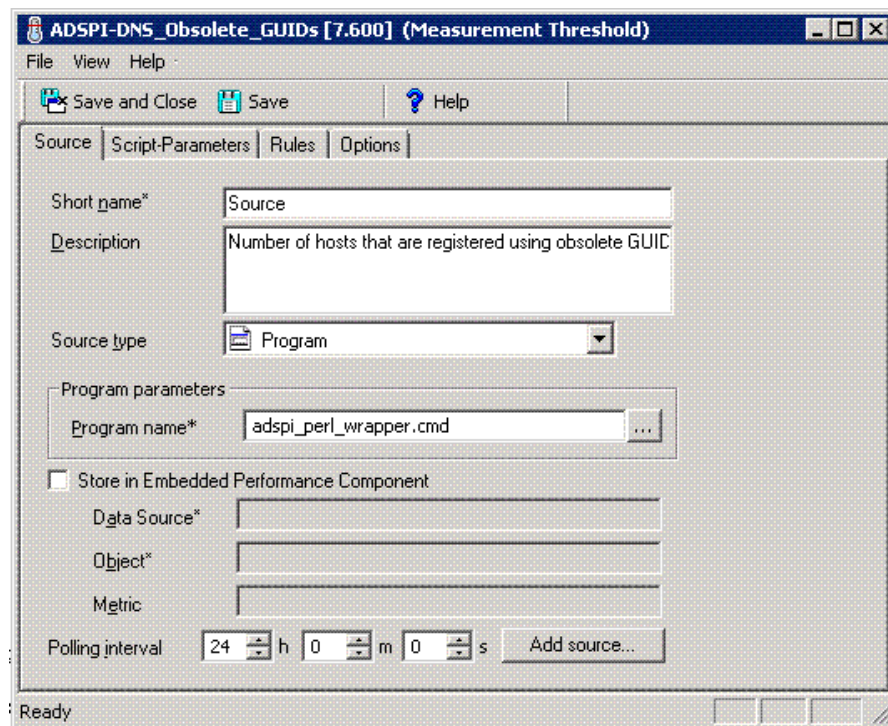 ADSPI-DNS_Obsolete_GUIDs [7.600] (Measurement Threshold)
File View Help
Save and Close Save Help
Source Script-Parameters Rules Options
Short name* Source
Description Number of hosts that are registered using obsolete GUID
Source type Program
Program parameters
Program name* adspi_perl_wrapper.cmd ...
Store in Embedded Performance Component
Data Source*
Object*
Metric
Polling interval 24 h 0 m 0 s Add source...
Ready